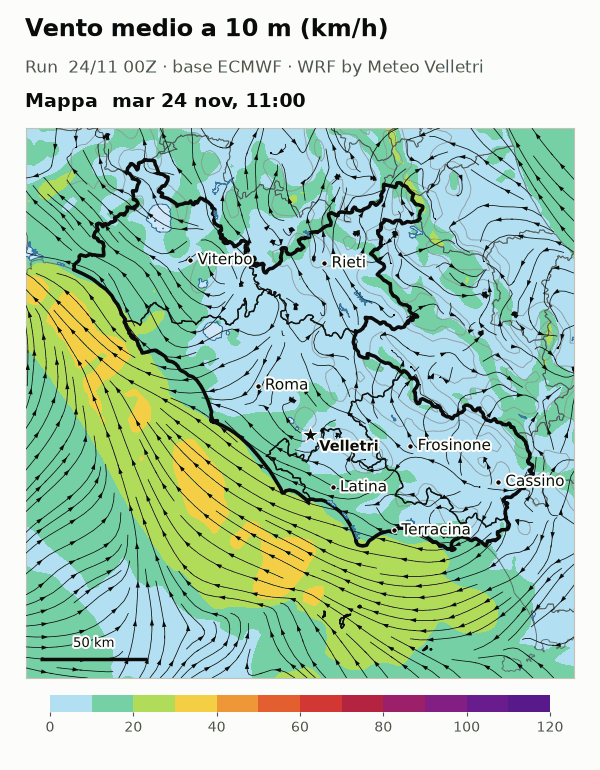 Vento medio a 10 m (km/h)
Run  24/11 00Z · base ECMWF · WRF by Meteo Velletri
Mappa  mar 24 nov, 11:00
Viterbo
Rieti
Roma
Velletri
Frosinone
Latina
Cassino
Terracina
50 km
0 20 40 60 80 100 120